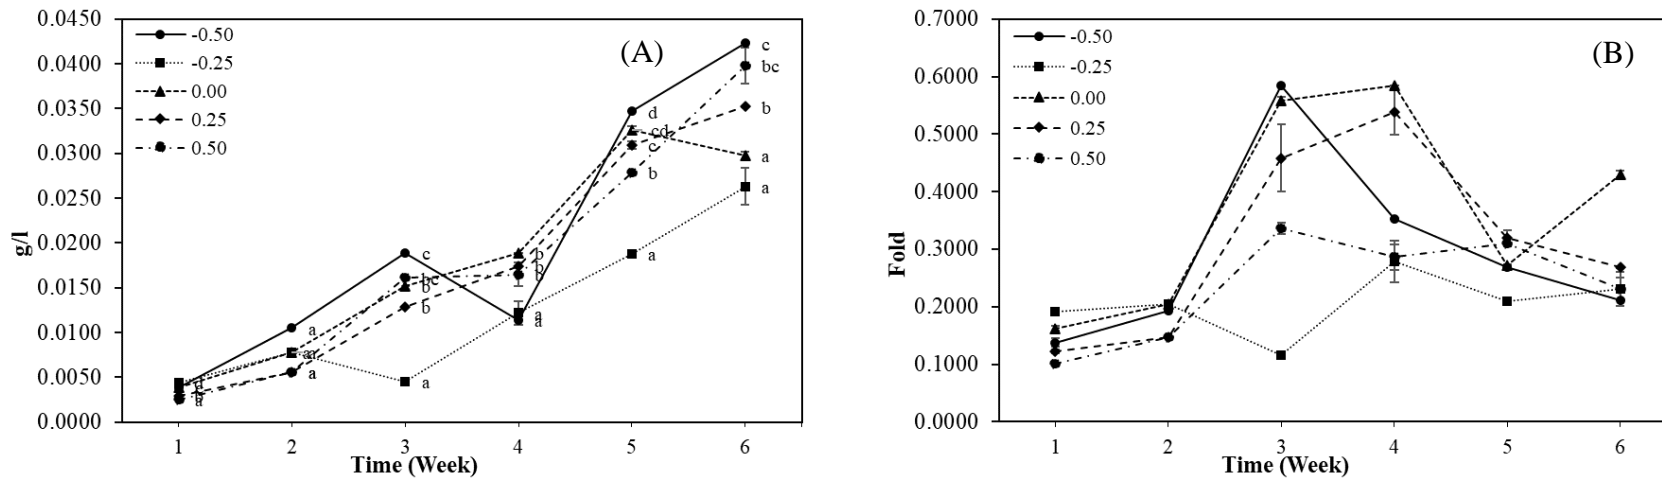 0.0450
0.0400
0.0350
0.0300
0.0250
0.0200
0.0150
0.0100
0.0050
0.0000
g/l
-0.50
-0.25
0.00
0.25
0.50
(A)
d
b
a
a
a
a
c
bc
b
b
a
b
b
b
a
a
d
cd
c
b
a
c
bc
b
a
a
1 2 3 4 5 6
Time (Week)
0.7000
0.6000
0.5000
0.4000
0.3000
0.2000
0.1000
0.0000
Fold
-0.50
-0.25
0.00
0.25
0.50
(B)
1 2 3 4 5 6
Time (Week)